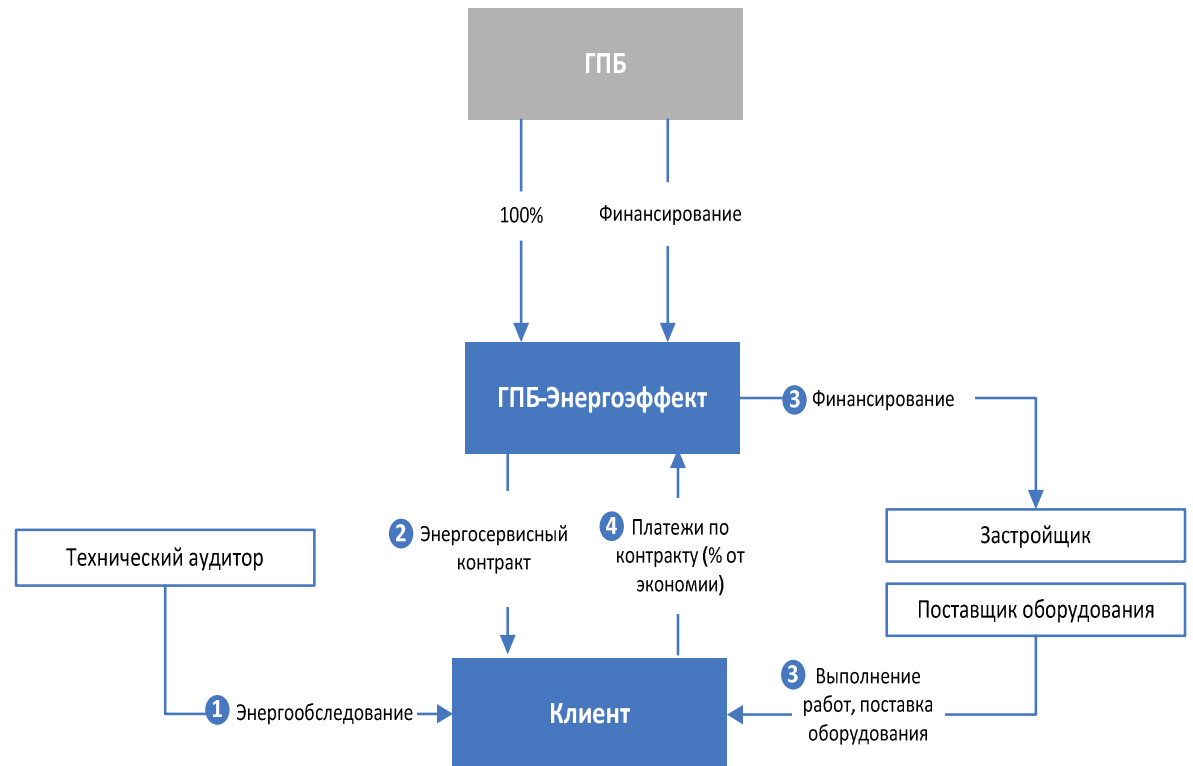 ГПБ
100%
Финансирование
ГПБ-Энергоэффект
3 Финансирование
2 Энергосервисный
контракт
4 Платежи по
контракту (% от
экономии)
Застройщик
Технический аудитор
Поставщик оборудования
1 Энергообследование
Клиент
3 Выполнение
работ, поставка
оборудования